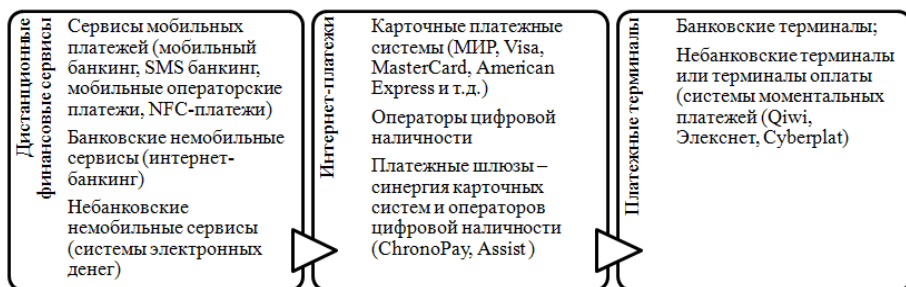 Дистанционные
финансовые сервисы
Сервисы мобильных
платежей (мобильный
банкинг, SMS банкинг,
мобильные операторские
платежи, NFC-платежи)
Банковские немобильные
сервисы (интернет-
банкинг)
Небанковские
немобильные сервисы
(системы электронных
денег)
Интернет-платежи
Карточные платежные
системы (МИР, Visa,
MasterCard, American
Express и т.д.)
Операторы цифровой
наличности
Платежные шлюзы –
синергия карточных
систем и операторов
цифровой наличности
(ChronoPay, Assist )
Платежные терминалы
Банковские терминалы;
Небанковские терминалы
или терминалы оплаты
(системы моментальных
платежей (Qiwi,
Элекснет, Cyberplat)